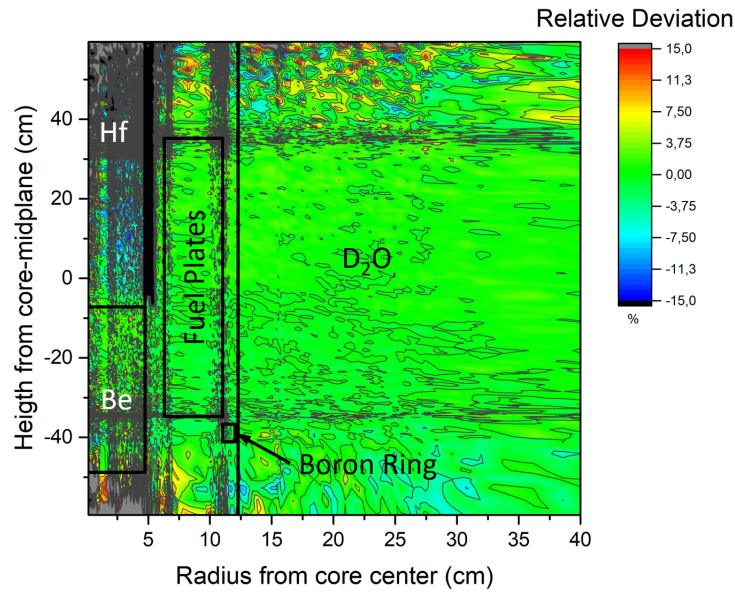 Relative Deviation
15,0
11,3
7,50
3,75
0,00
-3,75
-7,50
-11,3
-15,0
%
Heigth from core-midplane (cm)
40
20
0
-20
-40
Hf
Be
Fuel Plates
D₂O
Boron Ring
5
10
15
20
25
30
35
40
Radius from core center (cm)